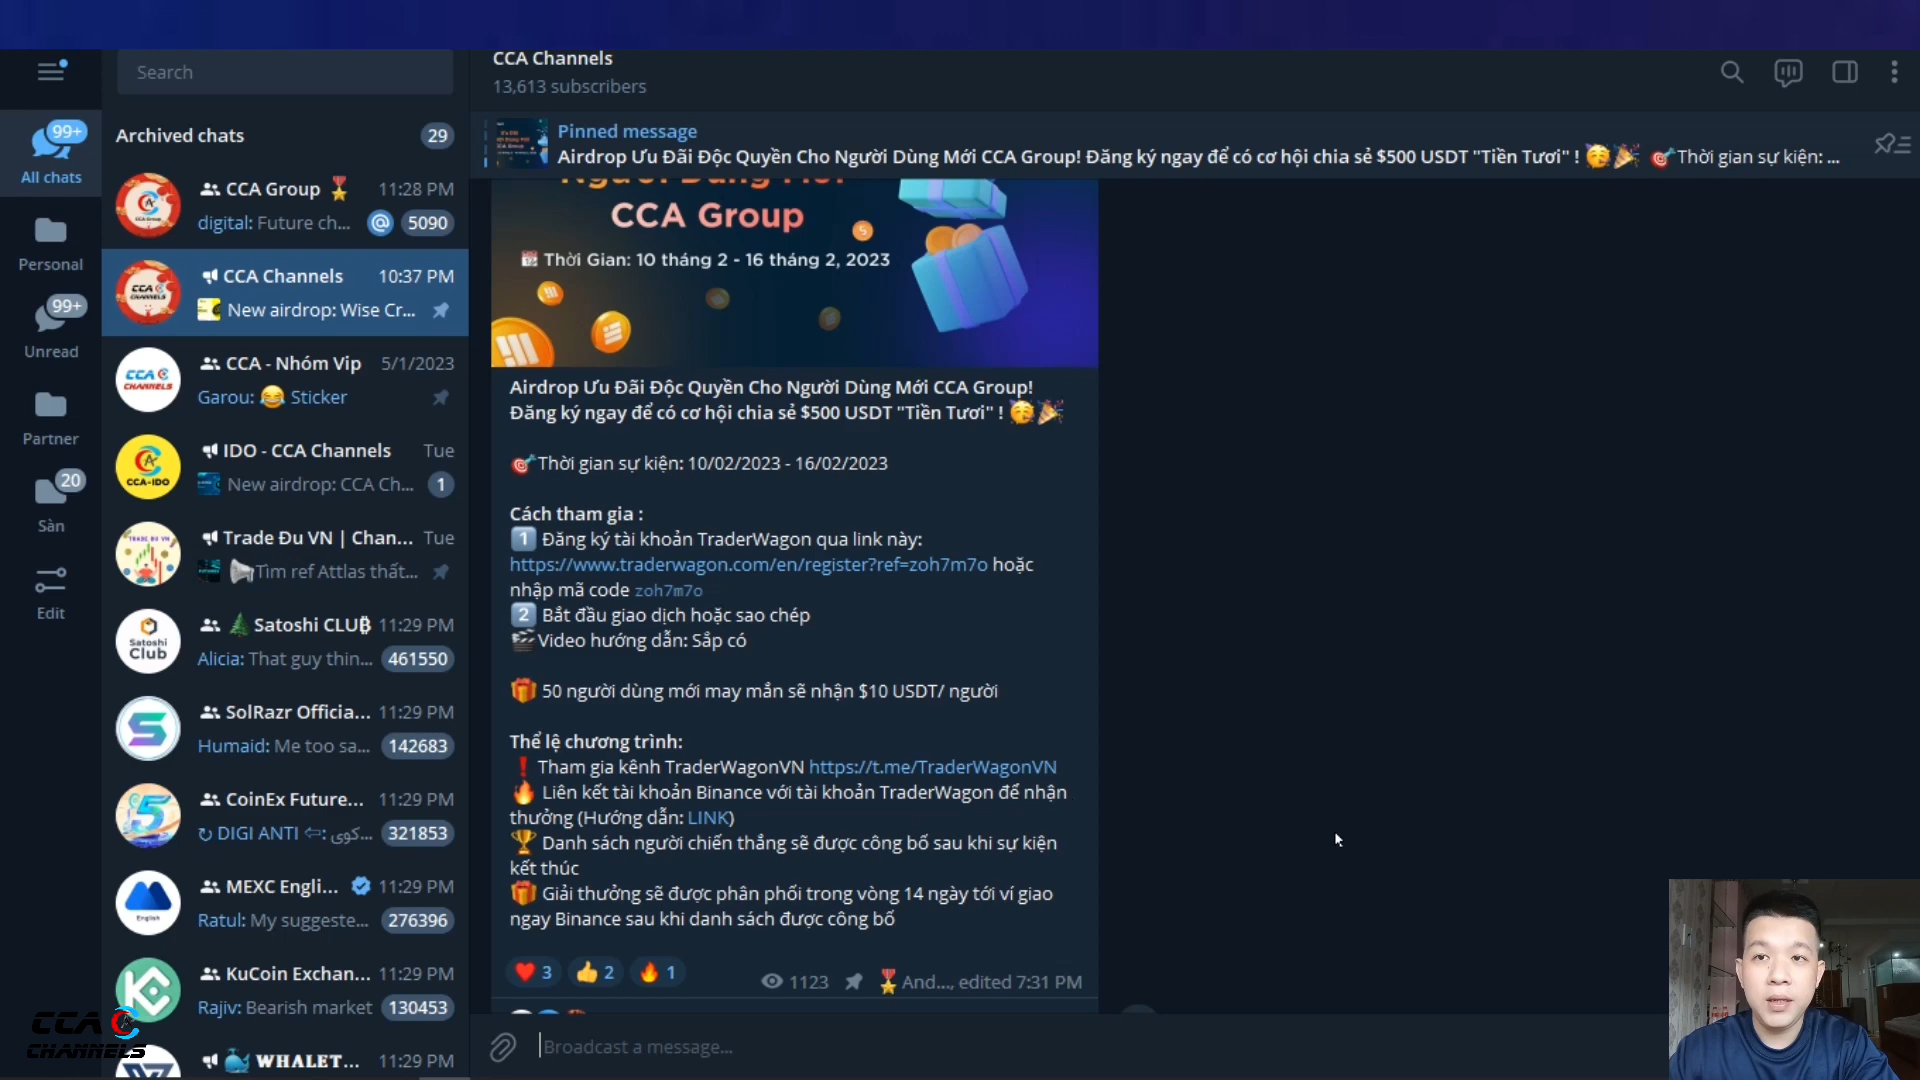 Search
CCA Channels
13,613 subscribers
Pinned message
Airdrop Ưu Đãi Độc Quyền Cho Người Dùng Mới CCA Group! Đăng ký ngay để có cơ hội chia sẻ $500 USDT "Tiền Tươi" ! 🥳🎉 🎯Thời gian sự kiện: ...
99+
All chats
Personal
99+
Unread
Partner
20
Sàn
Edit
Archived chats
29
CCA Group 🎖 11:28 PM
digital: Future ch... @ 5090
CCA Channels 10:37 PM
New airdrop: Wise Cr...
CCA - Nhóm Vip 5/1/2023
Garou: 😂 Sticker
IDO - CCA Channels Tue
New airdrop: CCA Ch... 1
Trade Đu VN | Chan... Tue
📢Tìm ref Attlas thất...
🎄 Satoshi CLU₿ 11:29 PM
Alicia: That guy thin... 461550
SolRazr Officia... 11:29 PM
Humaid: Me too sa... 142683
CoinEx Future... 11:29 PM
DIGI ANTI ⇦: کوی... 321853
MEXC Engli... 11:29 PM
Ratul: My suggeste... 276396
KuCoin Exchan... 11:29 PM
Rajiv: Bearish market 130453
🐳 WHALET... 11:29 PM
CCA Group
CCA CHANNELS
CCA CHANNELS
CCA-IDO
TRADE DU VN
Satoshi Club
English
CCA
CHANNELS
Người Dùng Mới
CCA Group
📅 Thời Gian: 10 tháng 2 - 16 tháng 2, 2023
Airdrop Ưu Đãi Độc Quyền Cho Người Dùng Mới CCA Group!
Đăng ký ngay để có cơ hội chia sẻ $500 USDT "Tiền Tươi" ! 🥳🎉
🎯Thời gian sự kiện: 10/02/2023 - 16/02/2023
Cách tham gia :
1️⃣ Đăng ký tài khoản TraderWagon qua link này:
https://www.traderwagon.com/en/register?ref=zoh7m7o hoặc
nhập mã code zoh7m7o
2️⃣ Bắt đầu giao dịch hoặc sao chép
🎬Video hướng dẫn: Sắp có
🎁 50 người dùng mới may mắn sẽ nhận $10 USDT/ người
Thể lệ chương trình:
❗ Tham gia kênh TraderWagonVN https://t.me/TraderWagonVN
🔥 Liên kết tài khoản Binance với tài khoản TraderWagon để nhận
thưởng (Hướng dẫn: LINK)
🏆 Danh sách người chiến thắng sẽ được công bố sau khi sự kiện
kết thúc
🎁 Giải thưởng sẽ được phân phối trong vòng 14 ngày tới ví giao
ngay Binance sau khi danh sách được công bố
❤️ 3 👍 2 🔥 1
1123 🎖And..., edited 7:31 PM
Broadcast a message...